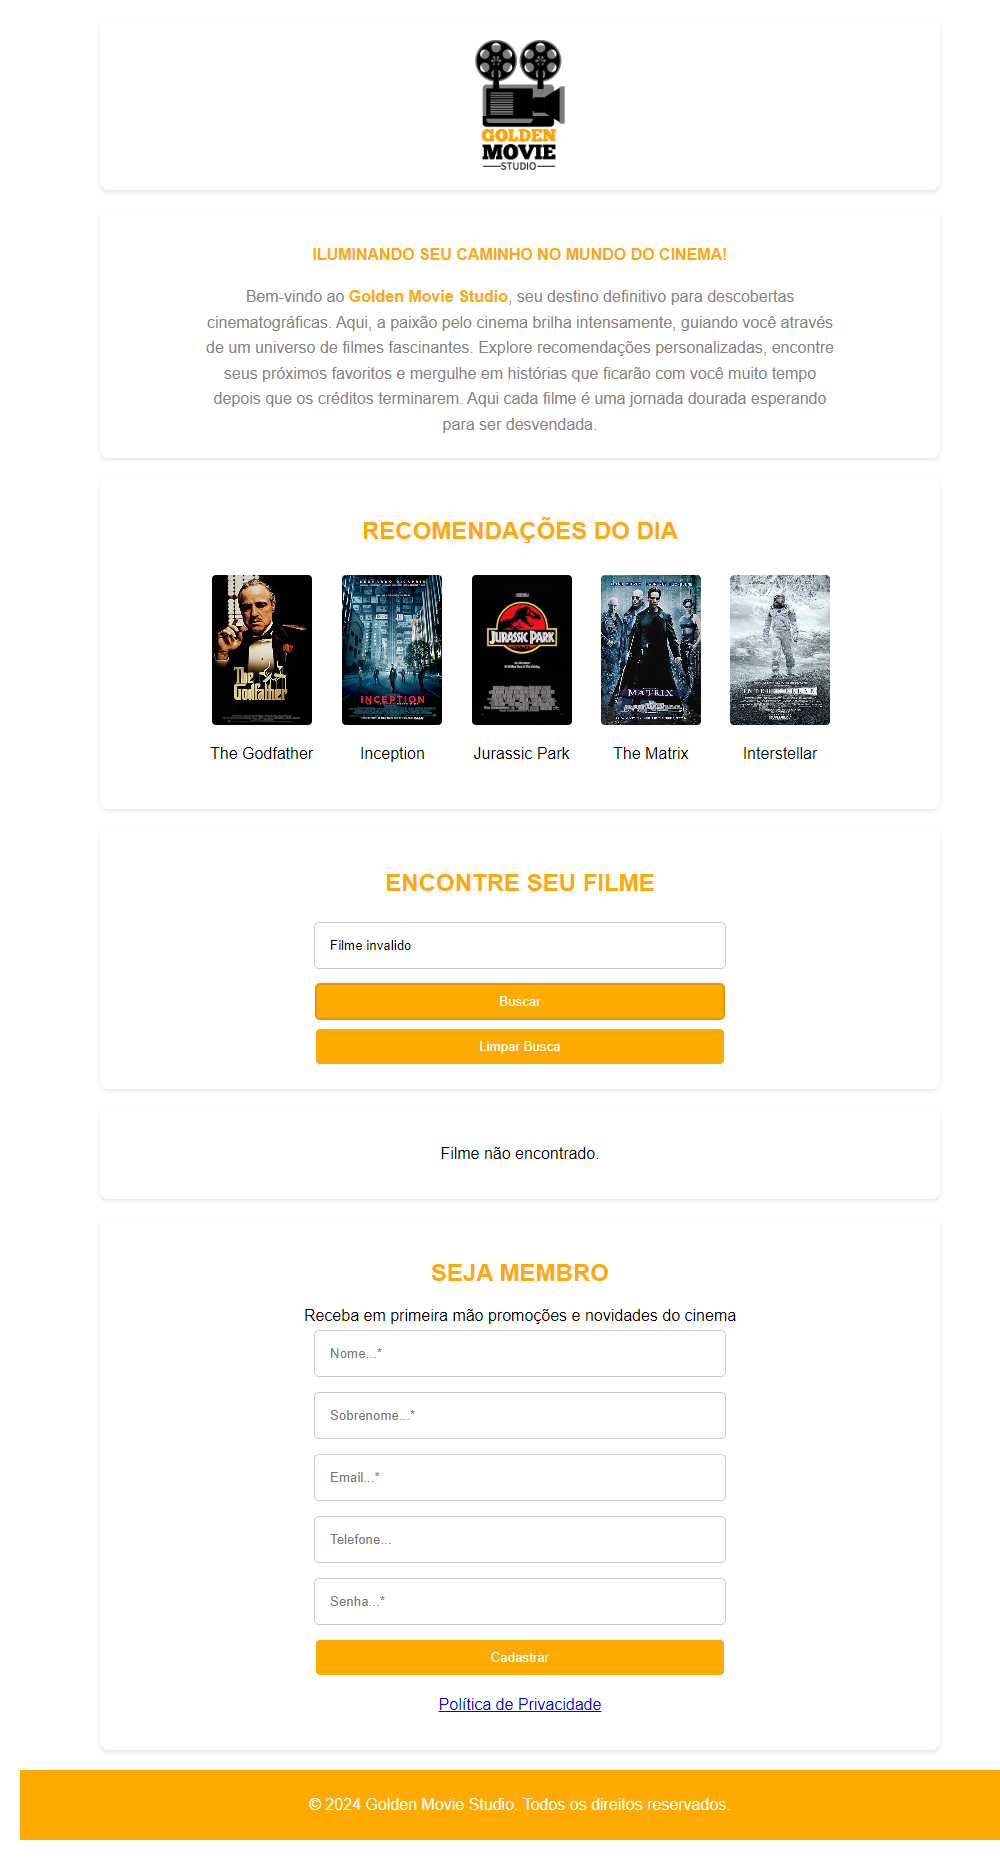 GOLDEN
MOVIE
STUDIO
ILUMINANDO SEU CAMINHO NO MUNDO DO CINEMA!
Bem-vindo ao Golden Movie Studio, seu destino definitivo para descobertas
cinematográficas. Aqui, a paixão pelo cinema brilha intensamente, guiando você através
de um universo de filmes fascinantes. Explore recomendações personalizadas, encontre
seus próximos favoritos e mergulhe em histórias que ficarão com você muito tempo
depois que os créditos terminarem. Aqui cada filme é uma jornada dourada esperando
para ser desvendada.
RECOMENDAÇÕES DO DIA
The
Godfather
INCEPTION
JURASSIC PARK
MATRIX
INTERSTELLAR
The Godfather
Inception
Jurassic Park
The Matrix
Interstellar
ENCONTRE SEU FILME
Filme invalido
Buscar
Limpar Busca
Filme não encontrado.
SEJA MEMBRO
Receba em primeira mão promoções e novidades do cinema
Nome...*
Sobrenome...*
Email...*
Telefone...
Senha...*
Cadastrar
Política de Privacidade
© 2024 Golden Movie Studio. Todos os direitos reservados.